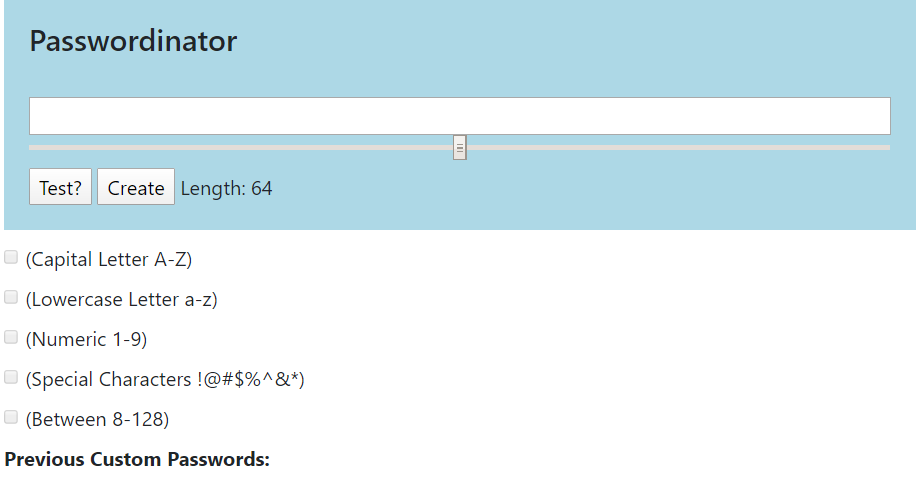 Passwordinator
Test? Create Length: 64
(Capital Letter A-Z)
(Lowercase Letter a-z)
(Numeric 1-9)
(Special Characters !@#$%^&*)
(Between 8-128)
Previous Custom Passwords: